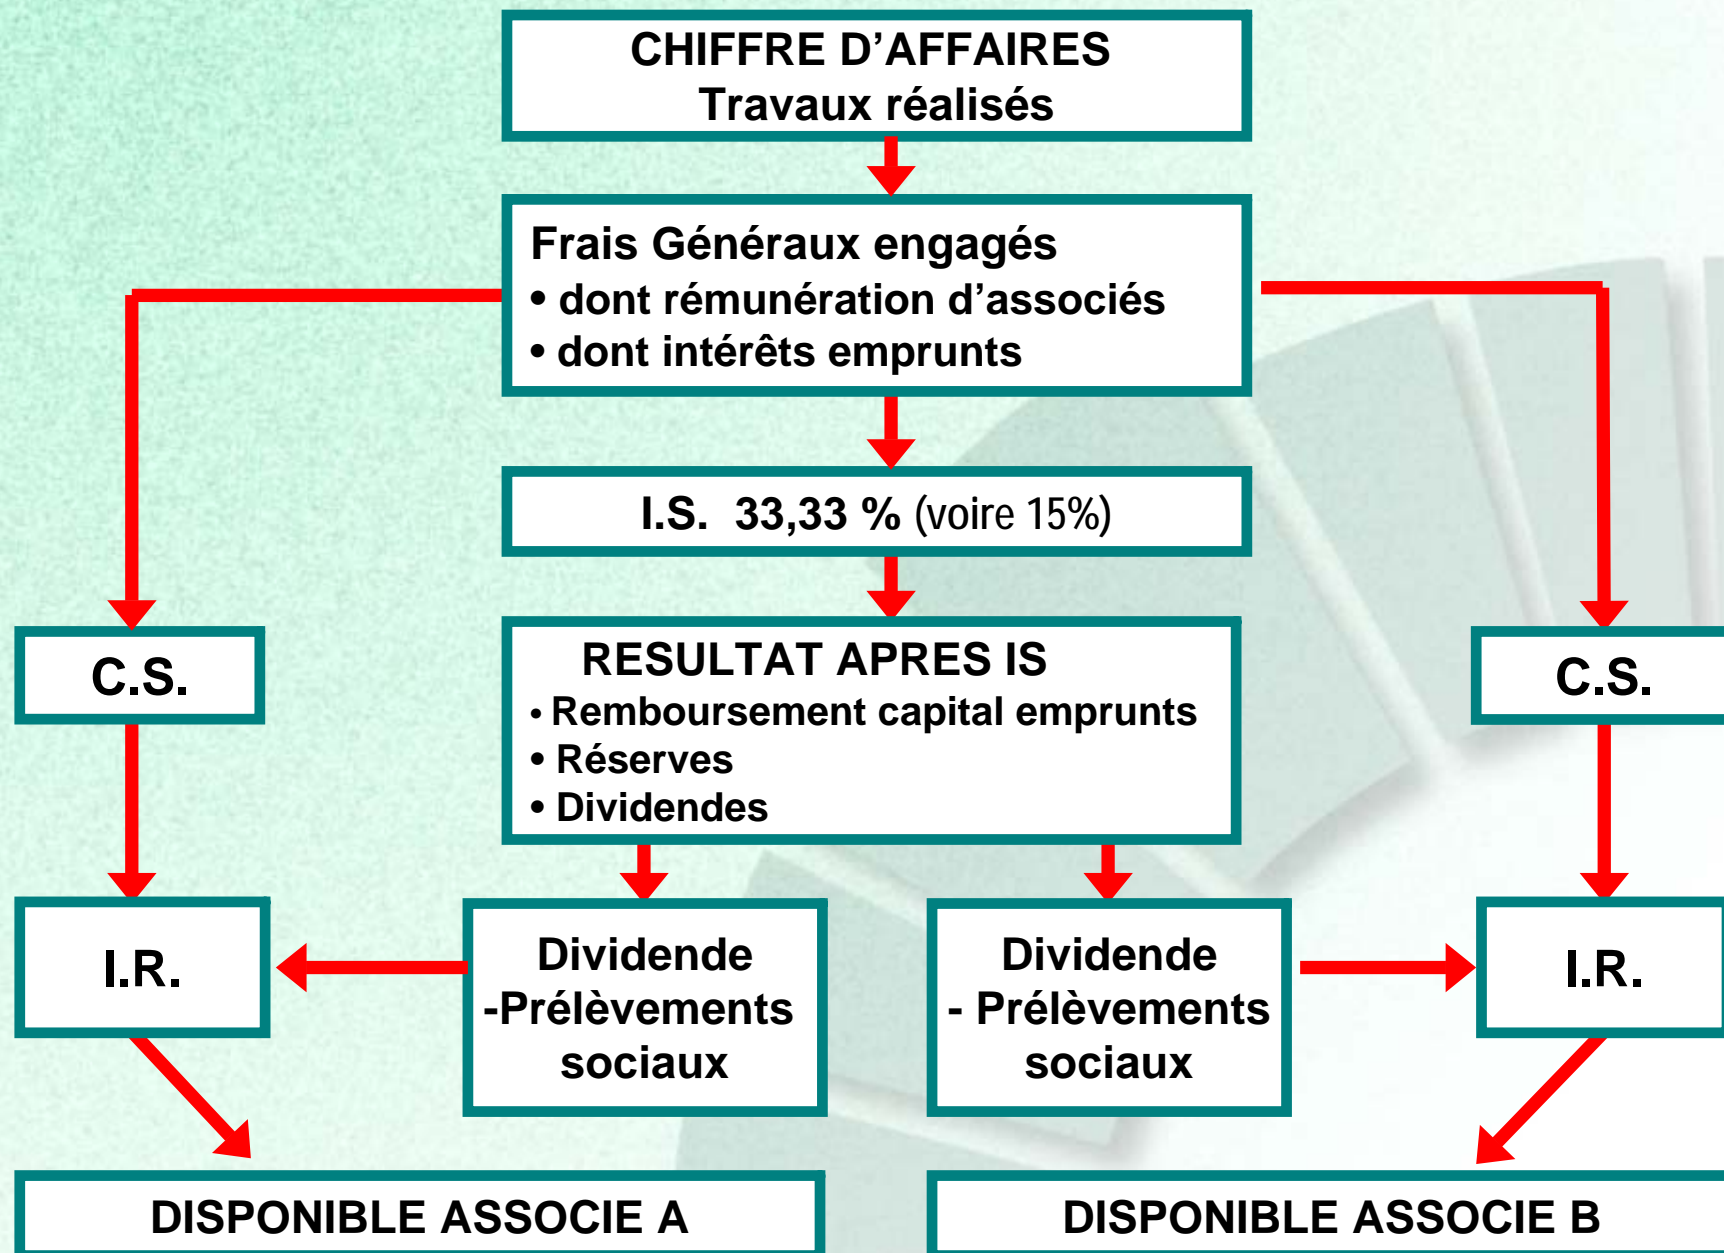 CHIFFRE D’AFFAIRES
Travaux réalisés
Frais Généraux engagés
• dont rémunération d’associés
• dont intérêts emprunts
I.S. 33,33 % (voire 15%)
C.S.
RESULTAT APRES IS
• Remboursement capital emprunts
• Réserves
• Dividendes
C.S.
I.R.
Dividende
-Prélèvements
sociaux
Dividende
- Prélèvements
sociaux
I.R.
DISPONIBLE ASSOCIE A
DISPONIBLE ASSOCIE B